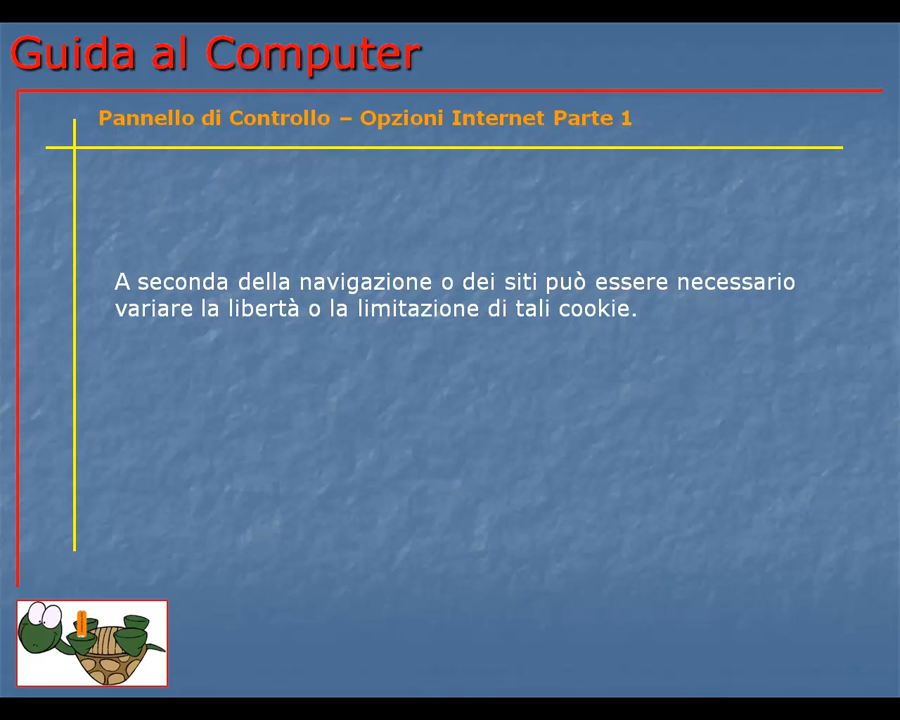 Guida al Computer
Pannello di Controllo – Opzioni Internet Parte 1
A seconda della navigazione o dei siti può essere necessario
variare la libertà o la limitazione di tali cookie.